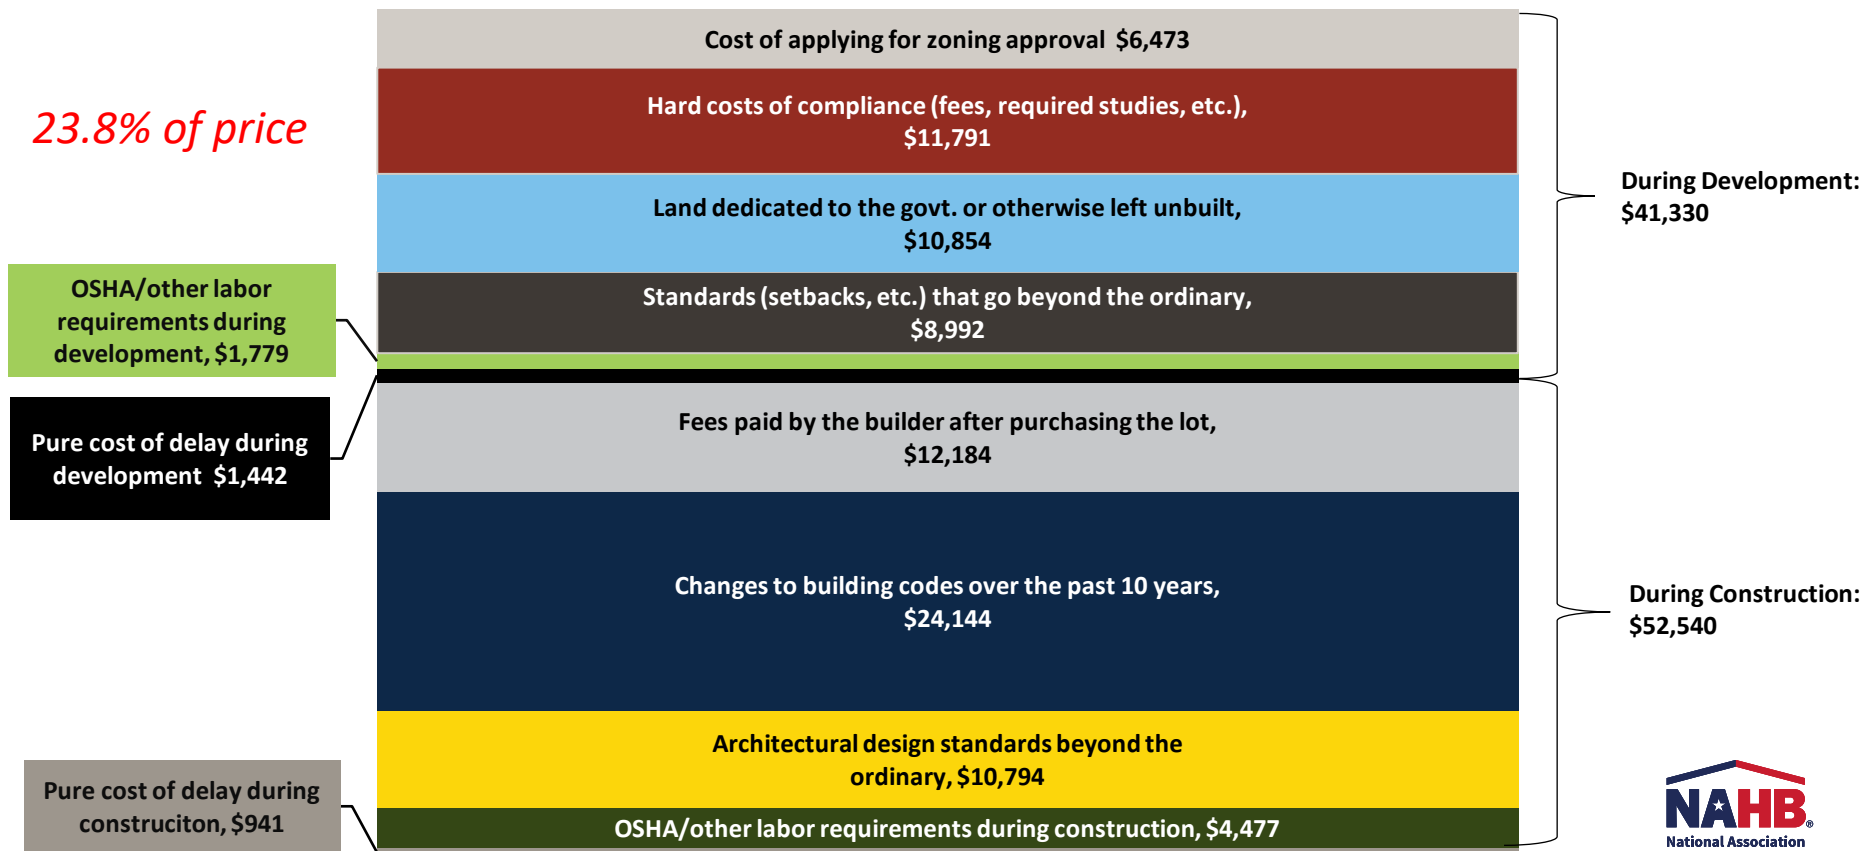 Cost of applying for zoning approval $6,473
23.8% of price
Hard costs of compliance (fees, required studies, etc.),
$11,791
Land dedicated to the govt. or otherwise left unbuilt,
$10,854
During Development:
$41,330
Standards (setbacks, etc.) that go beyond the ordinary,
$8,992
OSHA/other labor
requirements during
development, $1,779
Pure cost of delay during
development $1,442
Fees paid by the builder after purchasing the lot,
$12,184
Changes to building codes over the past 10 years,
$24,144
During Construction:
$52,540
Architectural design standards beyond the
ordinary, $10,794
Pure cost of delay during
construciton, $941
OSHA/other labor requirements during construction, $4,477
NAHB®
National Association